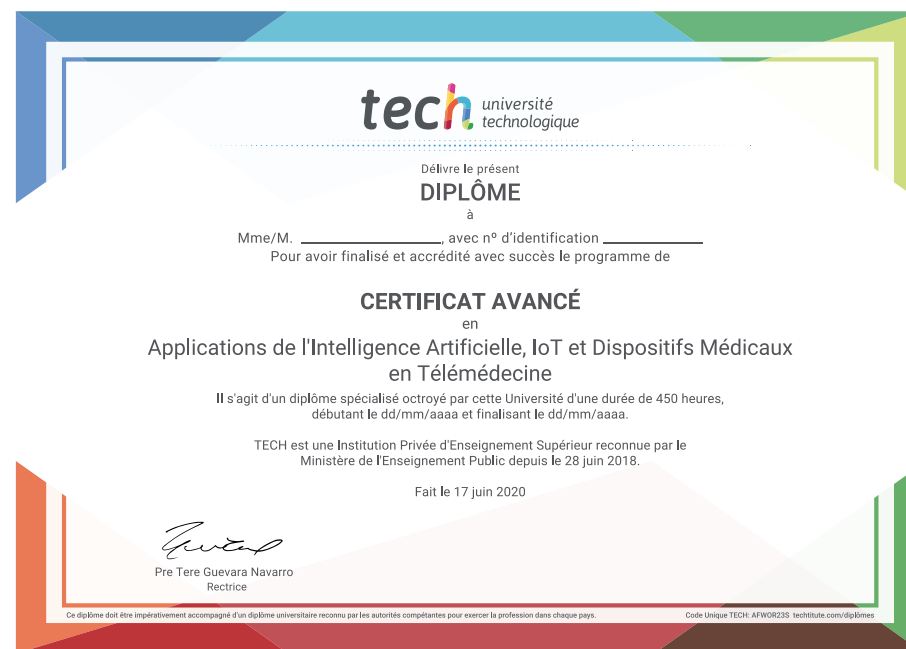 tech université
technologique
Délivre le présent
DIPLÔME
à
Mme/M. ____________________, avec nº d'identification ______________
Pour avoir finalisé et accrédité avec succès le programme de
CERTIFICAT AVANCÉ
en
Applications de l'Intelligence Artificielle, IoT et Dispositifs Médicaux
en Télémédecine
Il s'agit d'un diplôme spécialisé octroyé par cette Université d'une durée de 450 heures,
débutant le dd/mm/aaaa et finalisant le dd/mm/aaaa.
TECH est une Institution Privée d'Enseignement Supérieur reconnue par le
Ministère de l'Enseignement Public depuis le 28 juin 2018.
Fait le 17 juin 2020
Pre Tere Guevara Navarro
Rectrice
Ce diplôme doit être impérativement accompagné d'un diplôme universitaire reconnu par les autorités compétantes pour exercer la profession dans chaque pays.
Code Unique TECH: AFWOR23S techtitute.com/diplômes